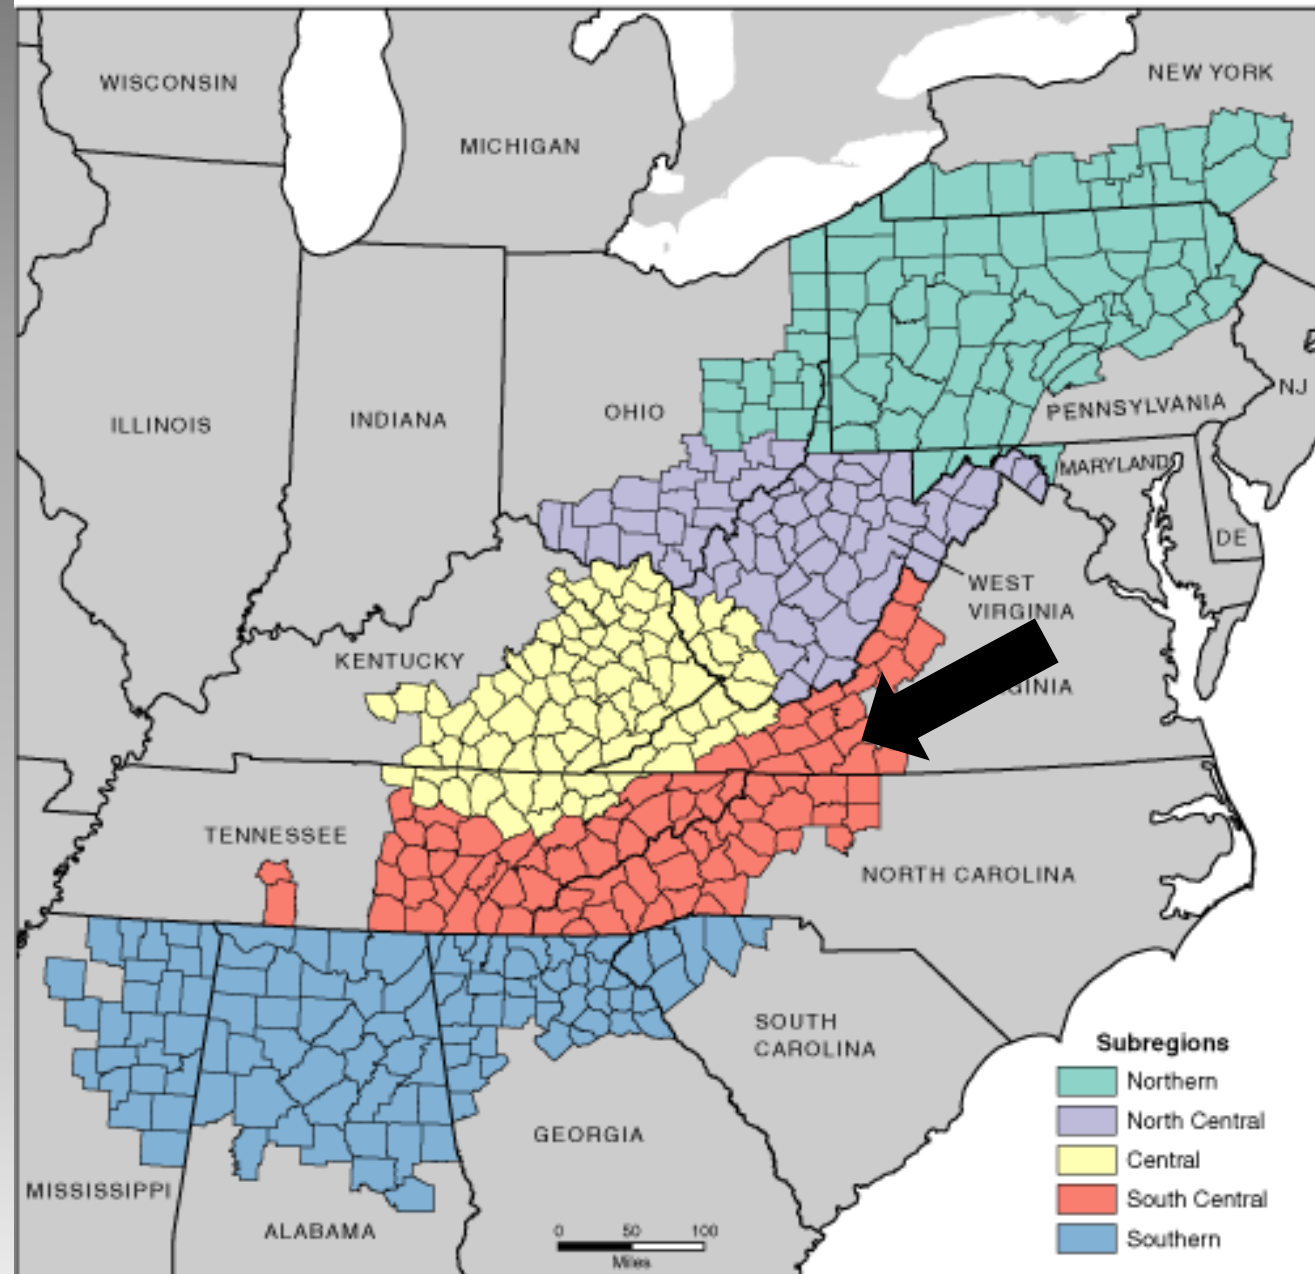 WISCONSIN
NEW YORK
MICHIGAN
ILLINOIS
INDIANA
OHIO
PENNSYLVANIA
NJ
MARYLAND
DE
WEST
VIRGINIA
KENTUCKY
GINIA
TENNESSEE
NORTH CAROLINA
SOUTH
CAROLINA
GEORGIA
MISSISSIPPI
ALABAMA
0 50 100
Miles
Subregions
Northern
North Central
Central
South Central
Southern